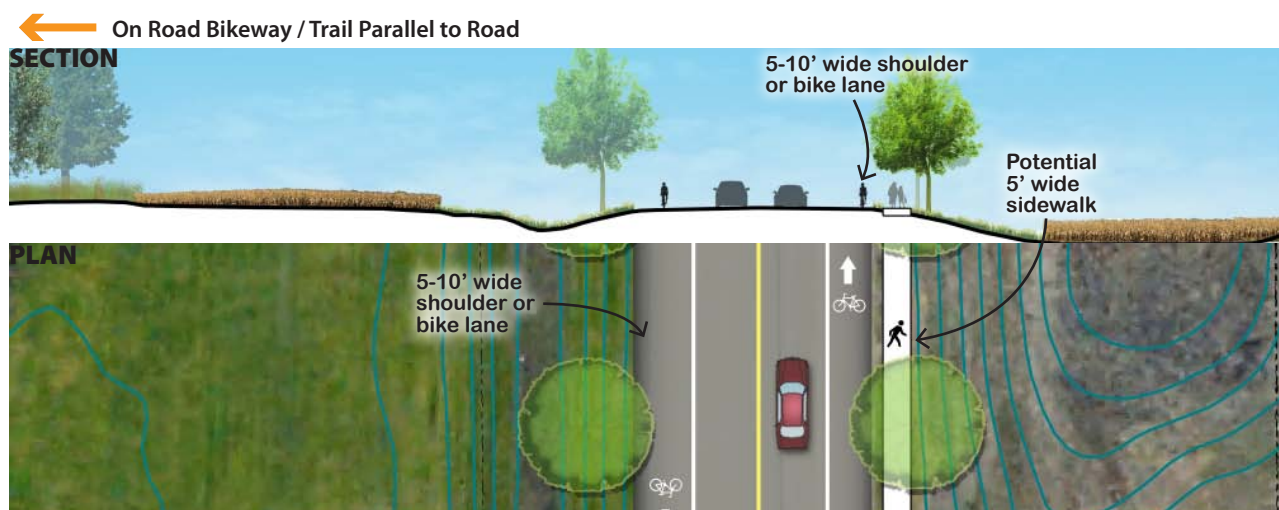 On Road Bikeway / Trail Parallel to Road
SECTION
5-10’ wide shoulder
or bike lane
Potential
5’ wide
sidewalk
PLAN
5-10’ wide
shoulder or
bike lane